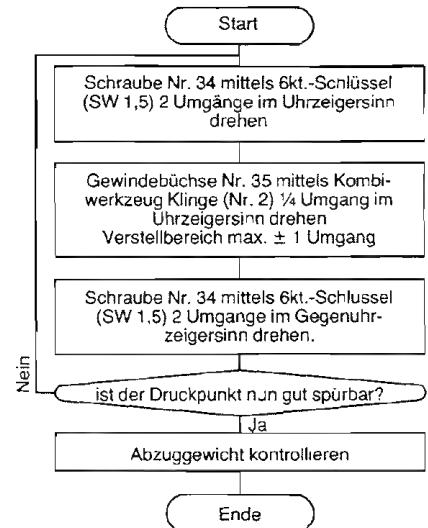 Start
Schraube Nr. 34 mittels 6kt.-Schlüssel
(SW 1,5) 2 Umgänge im Uhrzeigersinn
drehen
Gewindebüchse Nr. 35 mittels Kombi-
werkzeug Klinge (Nr. 2) ¼ Umgang im
Uhrzeigersinn drehen
Verstellbereich max. ± 1 Umgang
Schraube Nr. 34 mittels 6kt.-Schlussel
(SW 1,5) 2 Umgange im Gegenuhr-
zeigersinn drehen.
Nein
ist der Druckpunkt nun gut spürbar?
Ja
Abzuggewicht kontrollieren
Ende